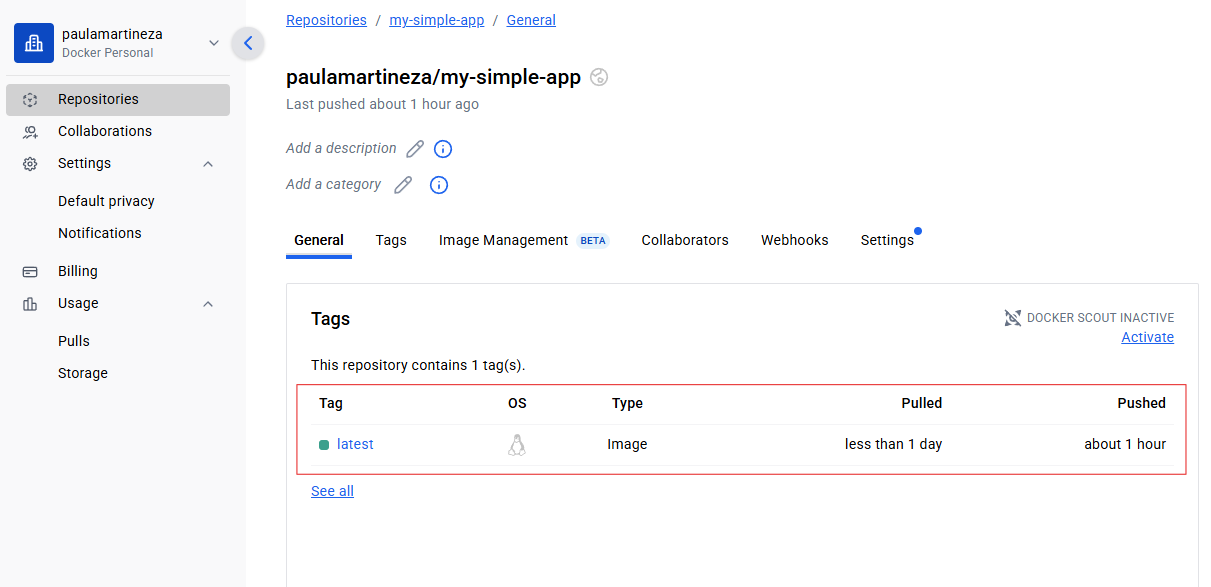 paulamartineza
Docker Personal
Repositories
Collaborations
Settings
Default privacy
Notifications
Billing
Usage
Pulls
Storage
Repositories / my-simple-app / General
paulamartineza/my-simple-app
Last pushed about 1 hour ago
Add a description
Add a category
General Tags Image Management BETA Collaborators Webhooks Settings
Tags
DOCKER SCOUT INACTIVE
Activate
This repository contains 1 tag(s).
Tag OS Type Pulled Pushed
latest Image less than 1 day about 1 hour
See all